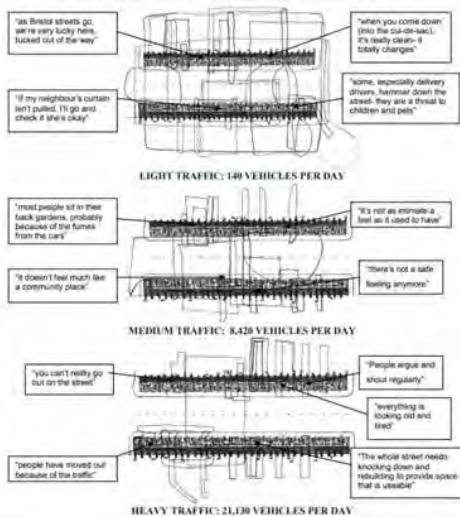 "as Bristol streets go,
we're very lucky here,
tucked out of the way"
"when you come down
(into the cul-de-sac),
it's really clean- it
totally changes"
"If my neighbour's curtain
isn't pulled, I'll go and
check if she's okay"
"some, especially delivery
drivers, hammer down the
street- they are a threat to
children and pets"
LIGHT TRAFFIC: 140 VEHICLES PER DAY
"most people sit in their
back gardens, probably
because of the fumes
from the cars"
"it's not as intimate a
feel as it used to have"
"it doesn't feel much like
a community place"
"there's not a safe
feeling anymore"
MEDIUM TRAFFIC: 8,420 VEHICLES PER DAY
"you can't really go
out on the street"
"People argue and
shout regularly"
"everything is
looking old and
tired"
"people have moved out
because of the traffic"
"The whole street needs
knocking down and
rebuilding to provide space
that is useable"
HEAVY TRAFFIC: 21,130 VEHICLES PER DAY